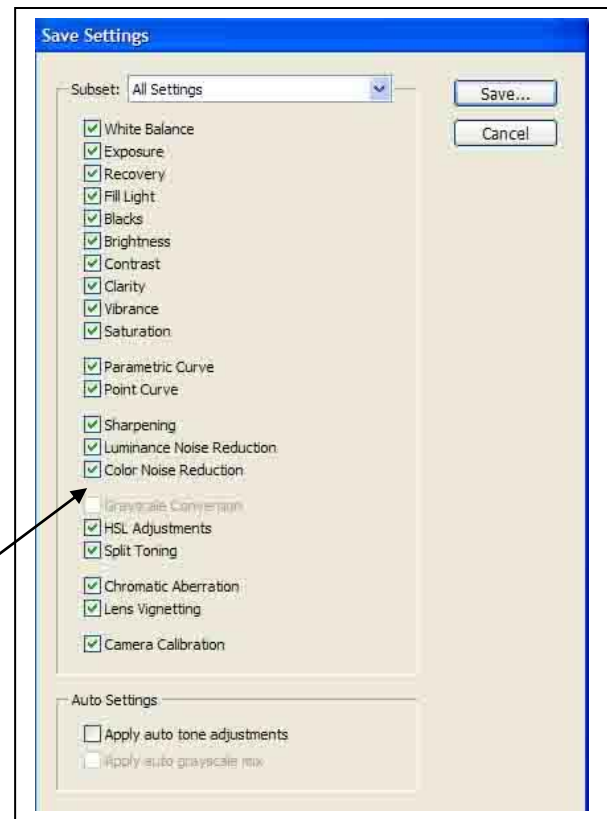 Save Settings
Subset: All Settings
Save...
Cancel
White Balance
Exposure
Recovery
Fill Light
Blacks
Brightness
Contrast
Clarity
Vibrance
Saturation
Parametric Curve
Point Curve
Sharpening
Luminance Noise Reduction
Color Noise Reduction
Grayscale Conversion
HSL Adjustments
Split Toning
Chromatic Aberration
Lens Vignetting
Camera Calibration
Auto Settings
Apply auto tone adjustments
Apply auto grayscale mix